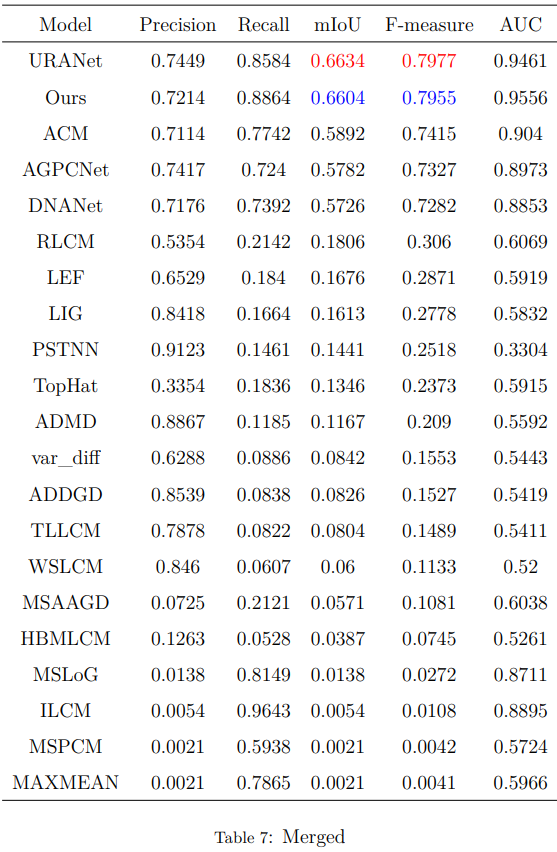 Model Precision Recall mIoU F-measure AUC
URANet 0.7449 0.8584 0.6634 0.7977 0.9461
Ours 0.7214 0.8864 0.6604 0.7955 0.9556
ACM 0.7114 0.7742 0.5892 0.7415 0.904
AGPCNet 0.7417 0.724 0.5782 0.7327 0.8973
DNANet 0.7176 0.7392 0.5726 0.7282 0.8853
RLCM 0.5354 0.2142 0.1806 0.306 0.6069
LEF 0.6529 0.184 0.1676 0.2871 0.5919
LIG 0.8418 0.1664 0.1613 0.2778 0.5832
PSTNN 0.9123 0.1461 0.1441 0.2518 0.3304
TopHat 0.3354 0.1836 0.1346 0.2373 0.5915
ADMD 0.8867 0.1185 0.1167 0.209 0.5592
var_diff 0.6288 0.0886 0.0842 0.1553 0.5443
ADDGD 0.8539 0.0838 0.0826 0.1527 0.5419
TLLCM 0.7878 0.0822 0.0804 0.1489 0.5411
WSLCM 0.846 0.0607 0.06 0.1133 0.52
MSAAGD 0.0725 0.2121 0.0571 0.1081 0.6038
HBMLCM 0.1263 0.0528 0.0387 0.0745 0.5261
MSLoG 0.0138 0.8149 0.0138 0.0272 0.8711
ILCM 0.0054 0.9643 0.0054 0.0108 0.8895
MSPCM 0.0021 0.5938 0.0021 0.0042 0.5724
MAXMEAN 0.0021 0.7865 0.0021 0.0041 0.5966
Table 7: Merged